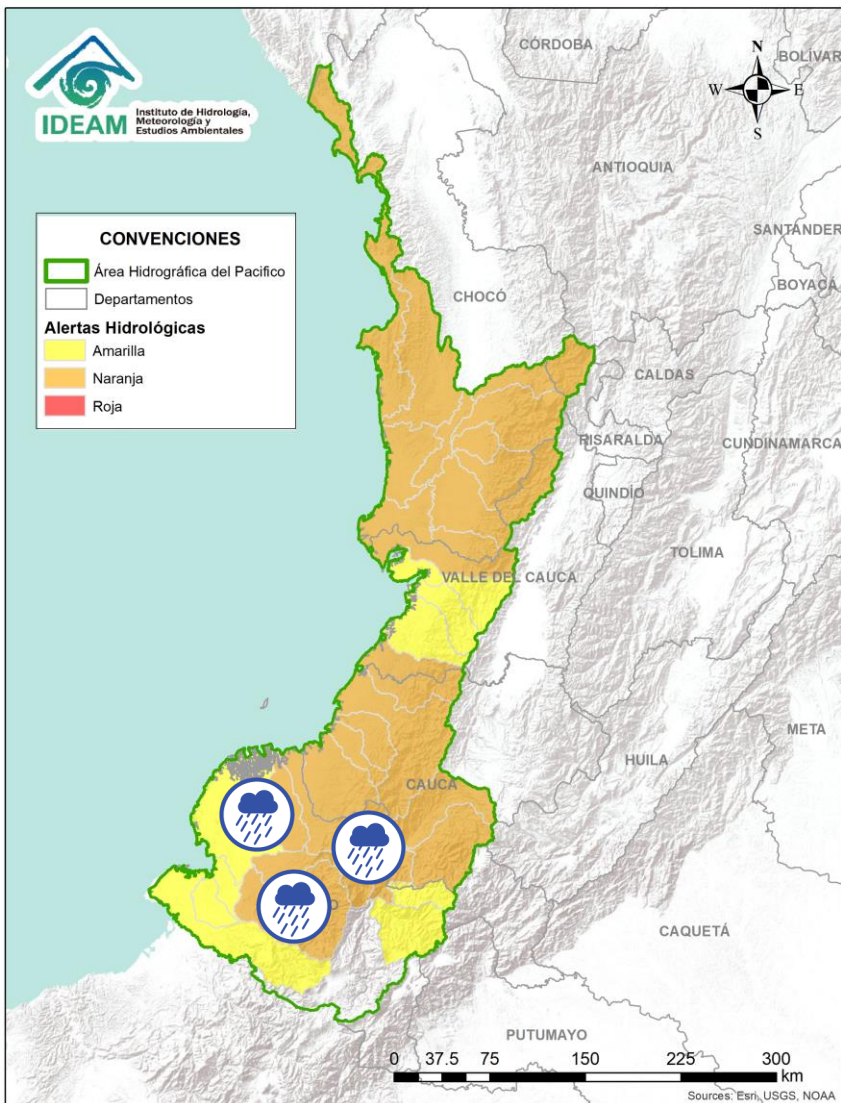 IDEAM
Instituto de Hidrología,
Meteorología y
Estudios Ambientales
CÓRDOBA
BOLÍVAR
N
W
E
S
ANTIOQUIA
SANTANDER
BOYACÁ
CONVENCIONES
Área Hidrográfica del Pacifico
Departamentos
Alertas Hidrológicas
Amarilla
Naranja
Roja
CHOCÓ
CALDAS
RISARALDA
CUNDINAMARCA
QUINDÍO
TOLIMA
VALLE DEL CAUCA
META
HUILA
CAUCA
CAQUETÁ
PUTUMAYO
0 37.5 75 150 225 300
km
Sources: Esri, USGS, NOAA